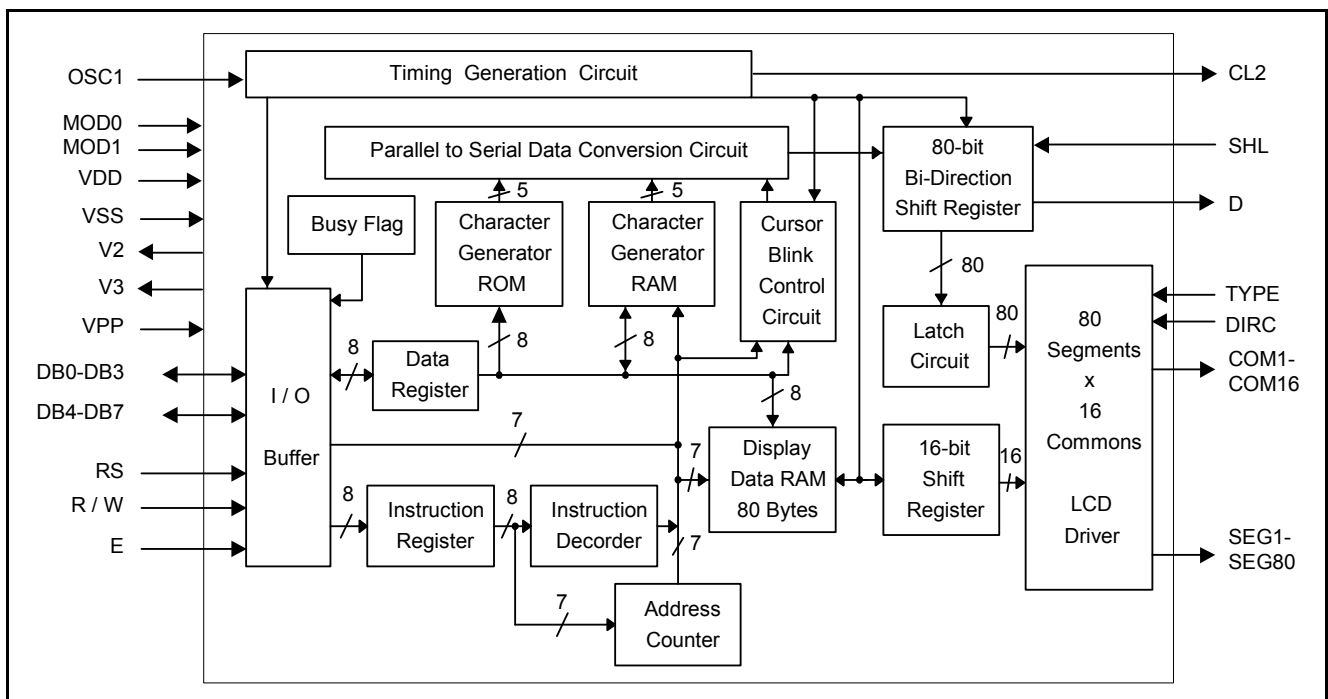 OSC1
Timing Generation Circuit
CL2
MOD0
MOD1
VDD
VSS
V2
V3
VPP
DB0-DB3
DB4-DB7
RS
R / W
E
Parallel to Serial Data Conversion Circuit
80-bit
Bi-Direction
Shift Register
SHL
D
5
5
Busy Flag
Character
Generator
ROM
Character
Generator
RAM
Cursor
Blink
Control
Circuit
80
8
8
8
Data
Register
8
Latch
Circuit
80
I / O
Buffer
7
7
Display
Data RAM
80 Bytes
16-bit
Shift
Register
16
80
Segments
x
16
Commons
LCD
Driver
TYPE
DIRC
COM1-
COM16
SEG1-
SEG80
8
Instruction
Register
8
Instruction
Decorder
7
7
Address
Counter